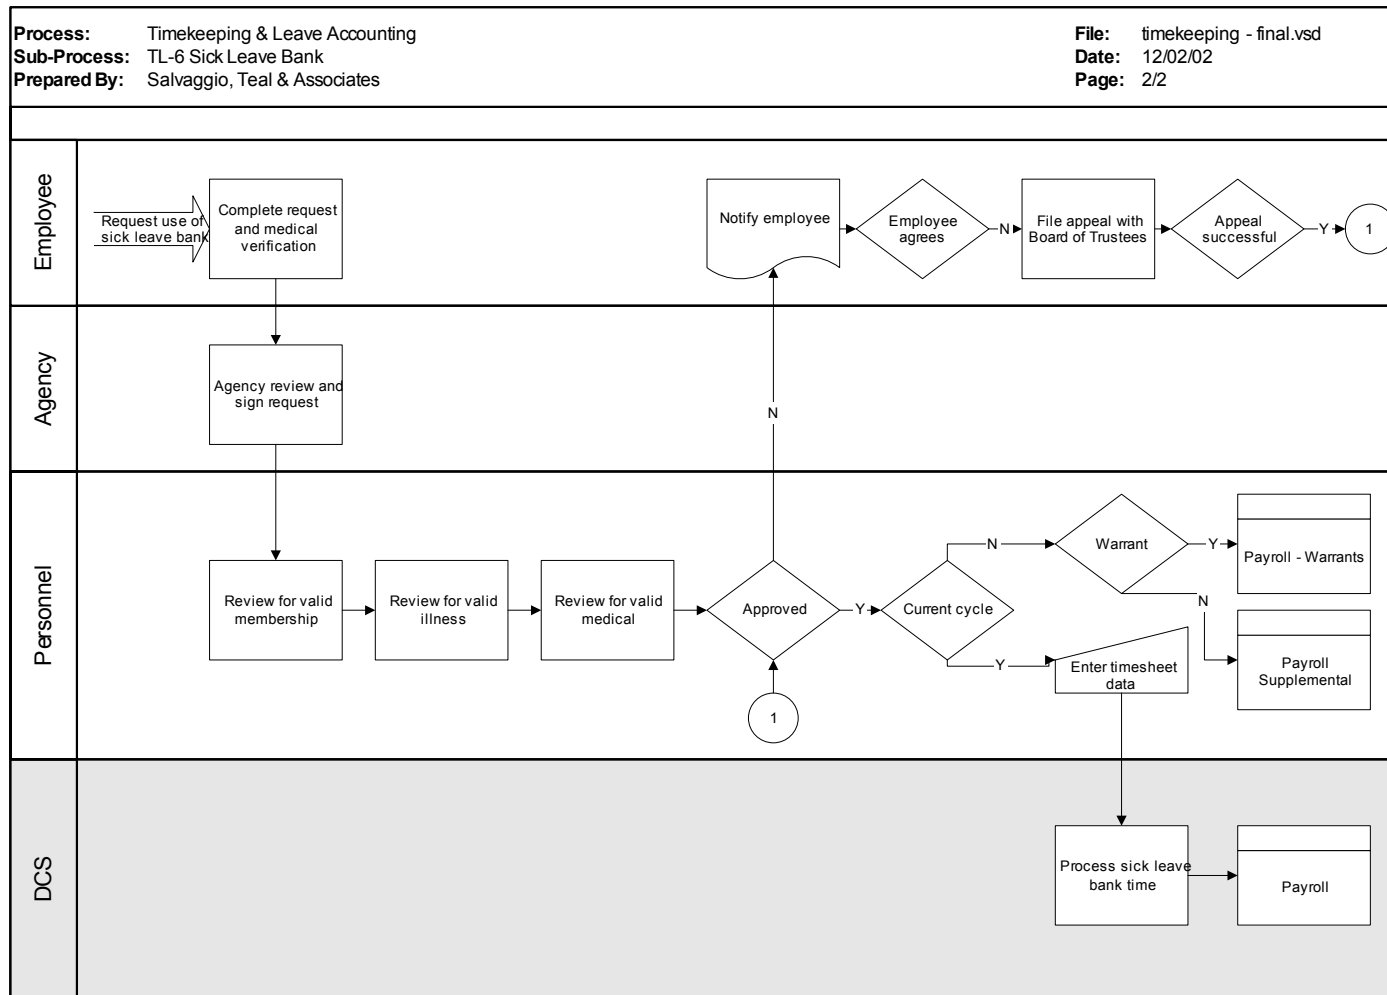 Process: Timekeeping & Leave Accounting
Sub-Process: TL-6 Sick Leave Bank
Prepared By: Salvaggio, Teal & Associates
File: timekeeping - final.vsd
Date: 12/02/02
Page: 2/2
Employee
Request use of
sick leave bank
Complete request
and medical
verification
Notify employee
Employee
agrees
N
File appeal with
Board of Trustees
Appeal
successful
Y
1
Agency
Agency review and
sign request
N
Personnel
Review for valid
membership
Review for valid
illness
Review for valid
medical
Approved
Y
Current cycle
N
Warrant
Y
Payroll - Warrants
N
Payroll
Supplemental
Y
Enter timesheet
data
1
DCS
Process sick leave
bank time
Payroll